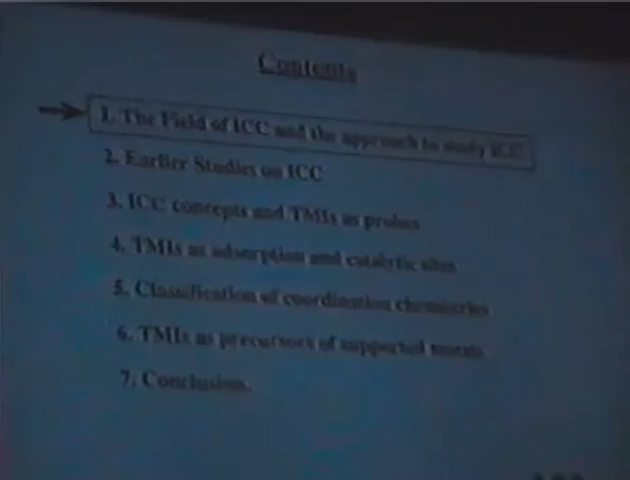 Contents
1. The Field of ICC and the approach to study ICC
2. Earlier Studies on ICC
3. ICC concepts and TMIs as probes
4. TMIs as adsorption and catalytic sites
5. Classification of coordination chemistries
6. TMIs as precursors of supported metals
7. Conclusion.